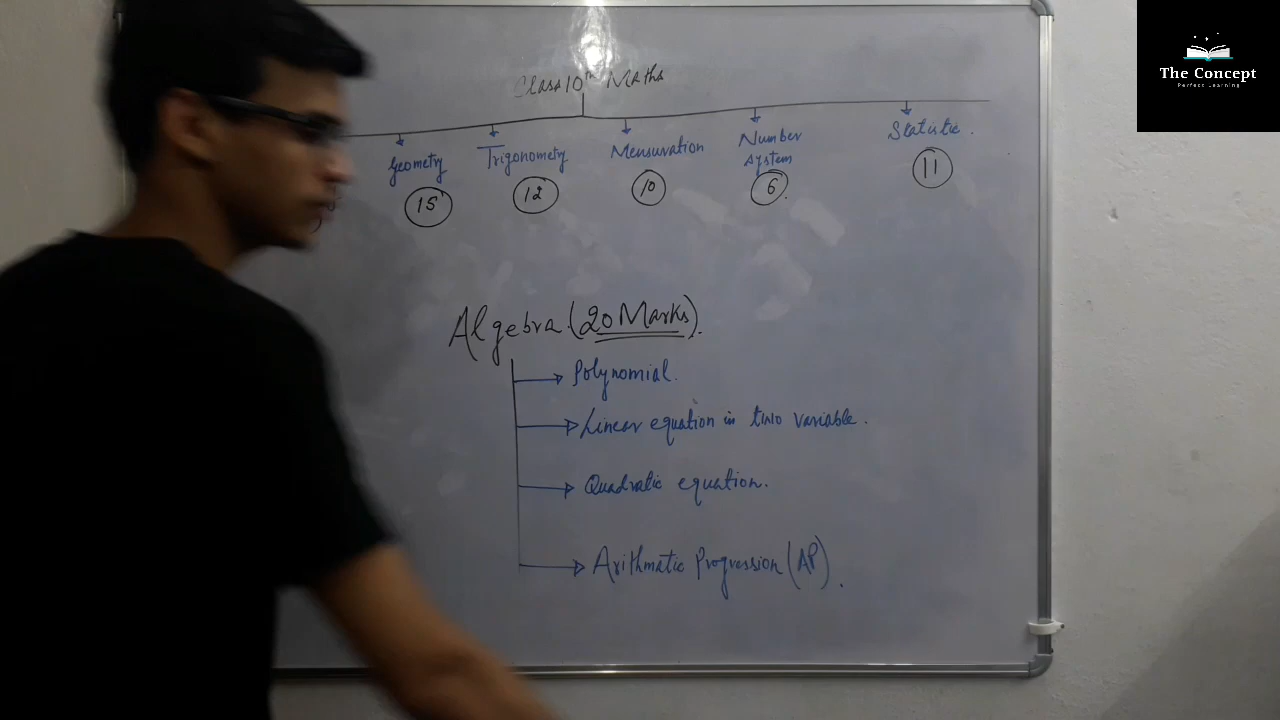 Class 10th Maths
Geometry
15
Trigonometry
12
Mensuration
10
Number
system
6.
Statistic.
11
Algebra. (20 Marks).
Polynomial.
Linear equation in two variable.
Quadratic equation.
Arithmatic Progression (AP).
The Concept
Perfect Learning